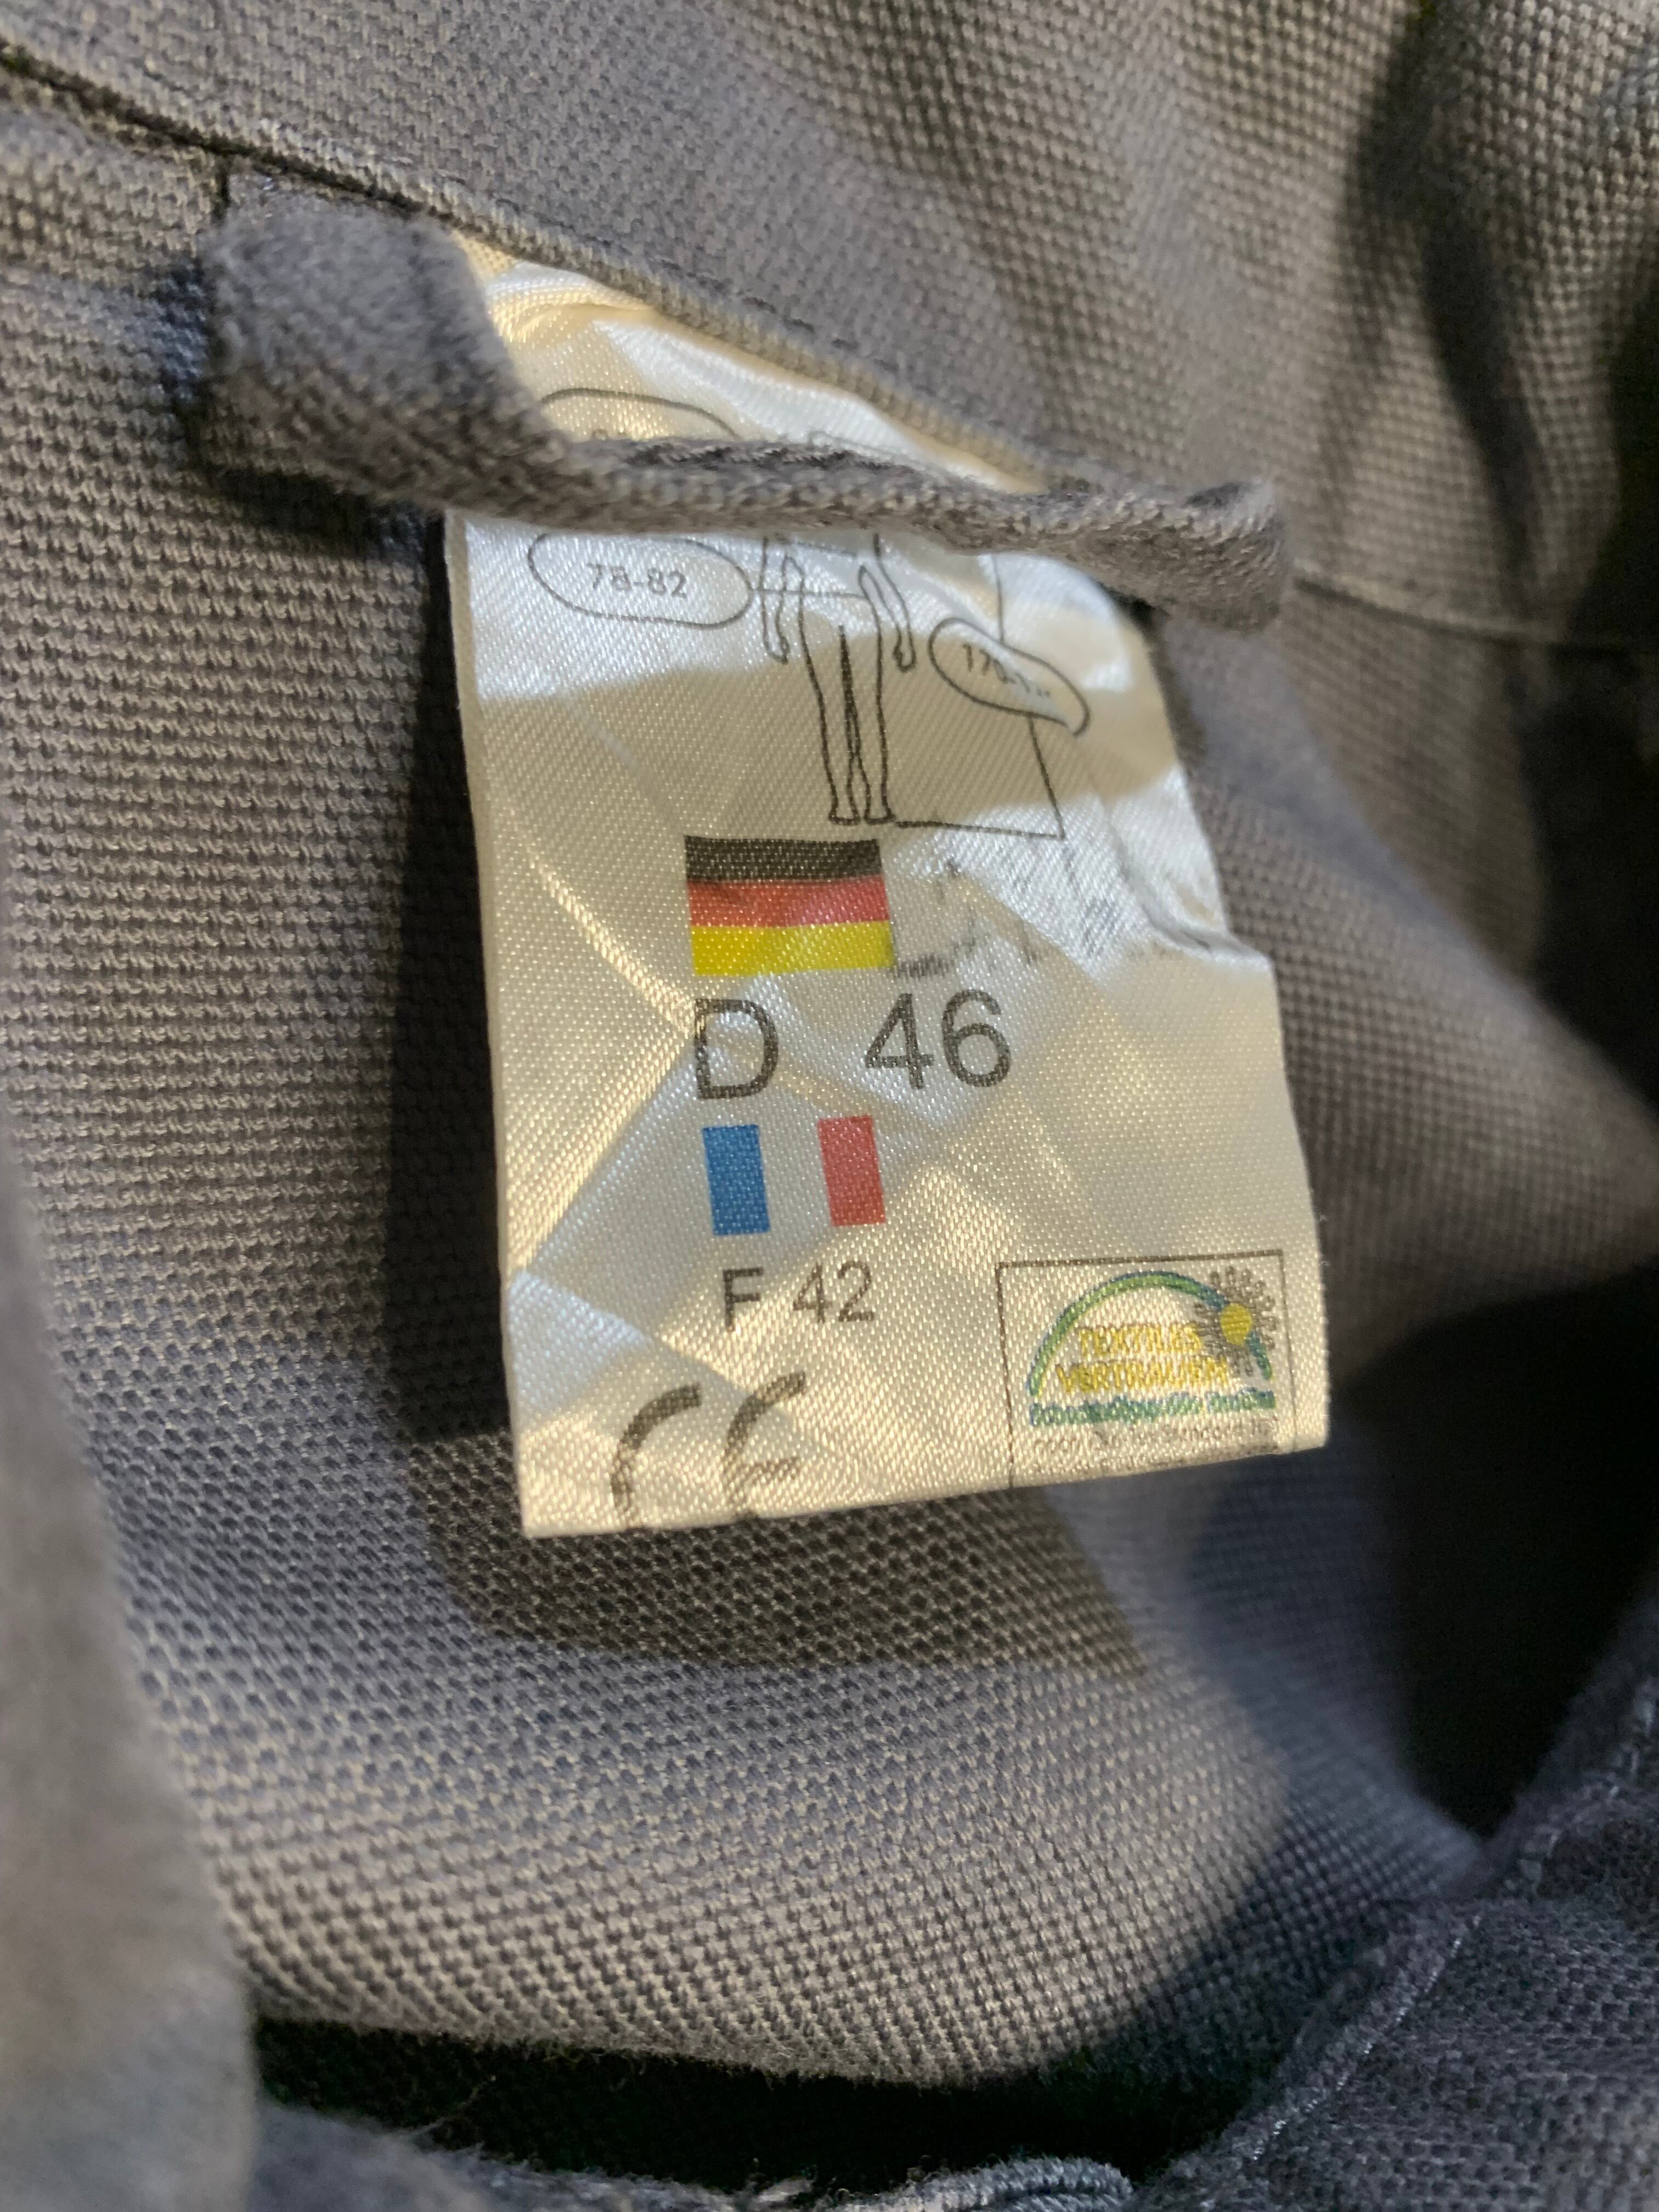 78-82
D 46
F 42
CE
TEXTILES
VERTRAUEN